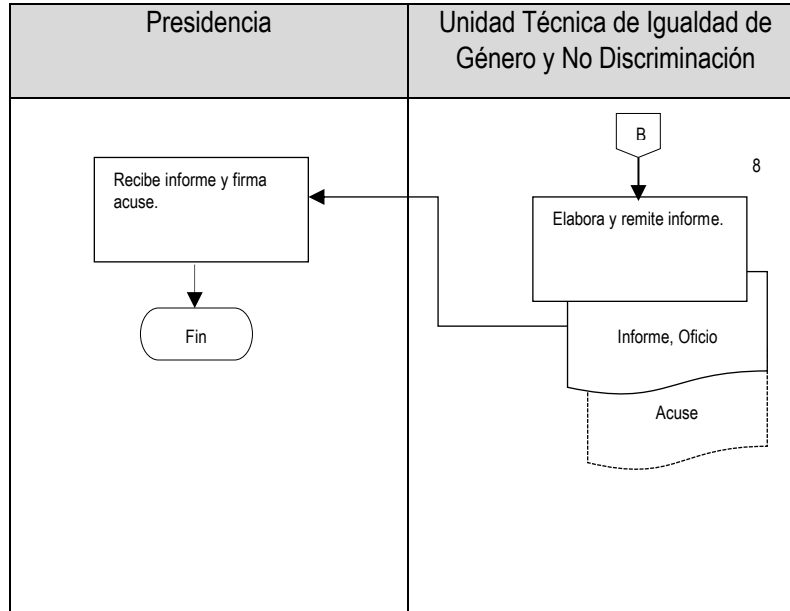 Presidencia
Unidad Técnica de Igualdad de
Género y No Discriminación
B
8
Recibe informe y firma
acuse.
Elabora y remite informe.
Fin
Informe, Oficio
Acuse